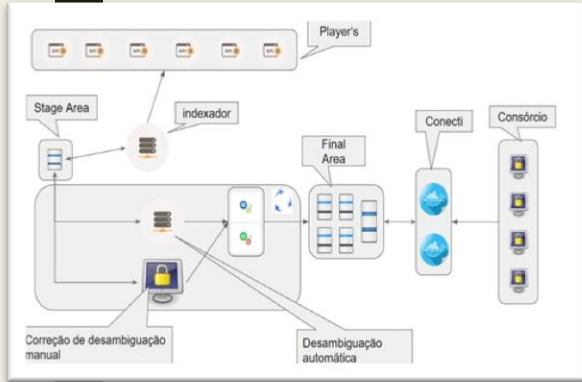 Player's
Stage Area
indexador
Final
Area
Conecti
Consórcio
Correção de desambiguação
manual
Desambiguação
automática